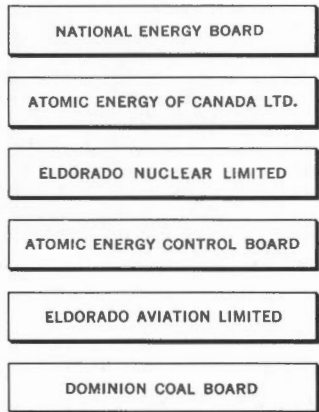 NATIONAL ENERGY BOARD
ATOMIC ENERGY OF CANADA LTD.
ELDORADO NUCLEAR LIMITED
ATOMIC ENERGY CONTROL BOARD
ELDORADO AVIATION LIMITED
DOMINION COAL BOARD